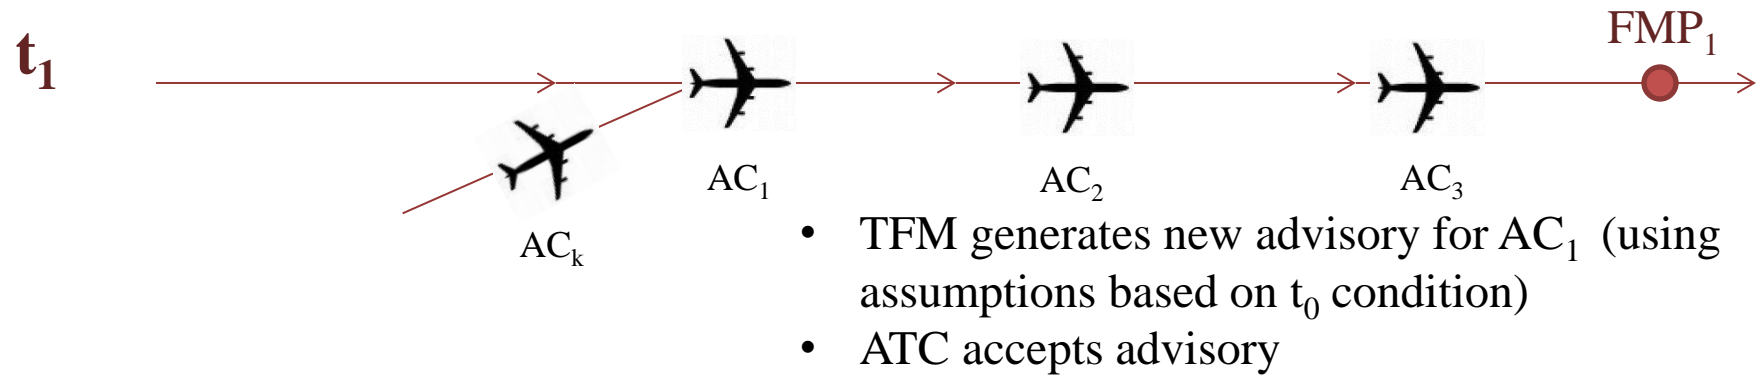 FMP₁
t₁
AC₁
AC₂
AC₃
ACₖ
• TFM generates new advisory for AC₁ (using
assumptions based on t₀ condition)
• ATC accepts advisory